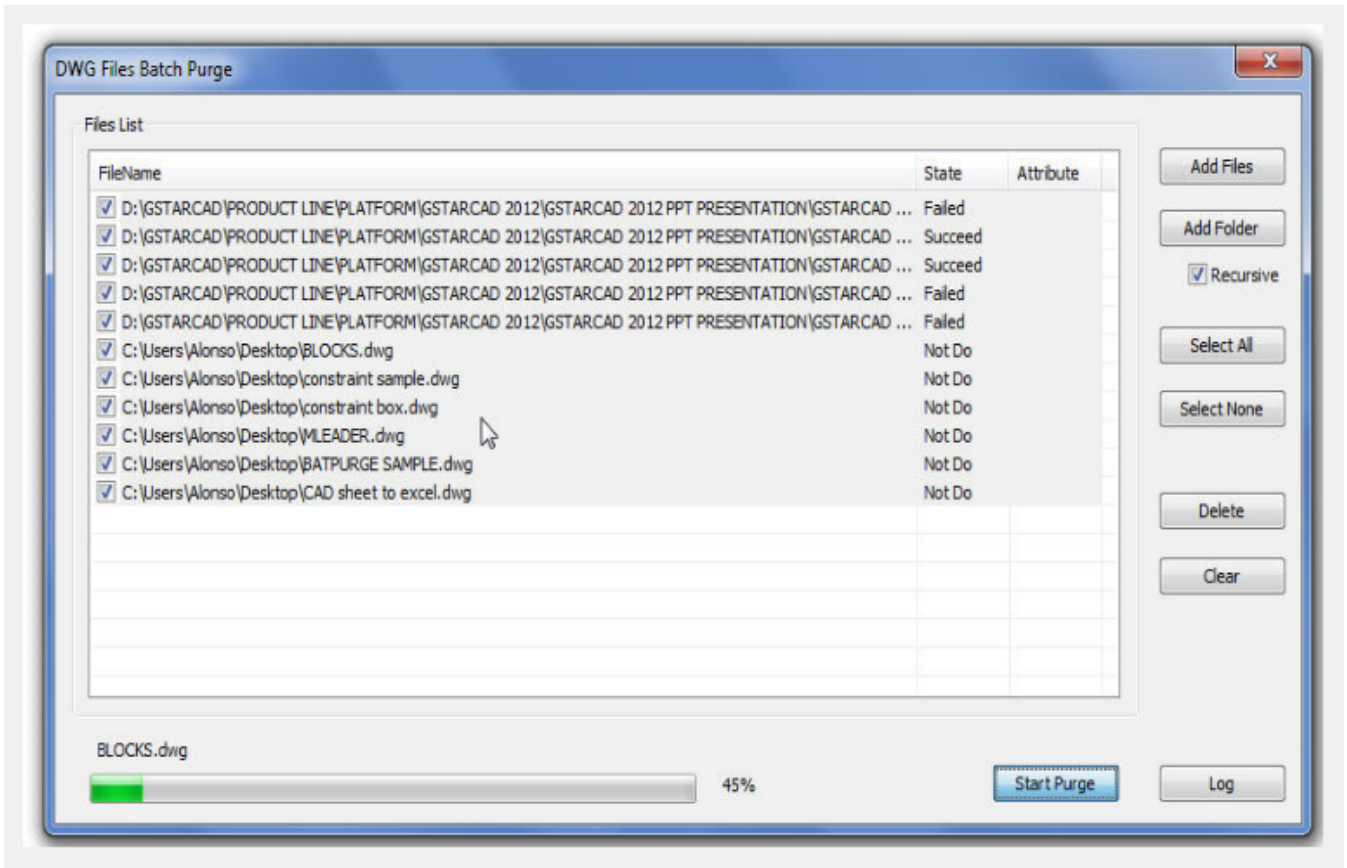 DWG Files Batch Purge
Files List
FileName State Attribute
D:\GSTARCAD\PRODUCT LINE\PLATFORM\GSTARCAD 2012\GSTARCAD 2012 PPT PRESENTATION\GSTARCAD ... Failed
D:\GSTARCAD\PRODUCT LINE\PLATFORM\GSTARCAD 2012\GSTARCAD 2012 PPT PRESENTATION\GSTARCAD ... Succeed
D:\GSTARCAD\PRODUCT LINE\PLATFORM\GSTARCAD 2012\GSTARCAD 2012 PPT PRESENTATION\GSTARCAD ... Succeed
D:\GSTARCAD\PRODUCT LINE\PLATFORM\GSTARCAD 2012\GSTARCAD 2012 PPT PRESENTATION\GSTARCAD ... Failed
D:\GSTARCAD\PRODUCT LINE\PLATFORM\GSTARCAD 2012\GSTARCAD 2012 PPT PRESENTATION\GSTARCAD ... Failed
C:\Users\Alonso\Desktop\BLOCKS.dwg Not Do
C:\Users\Alonso\Desktop\constraint sample.dwg Not Do
C:\Users\Alonso\Desktop\constraint box.dwg Not Do
C:\Users\Alonso\Desktop\MLEADER.dwg Not Do
C:\Users\Alonso\Desktop\BATPURGE SAMPLE.dwg Not Do
C:\Users\Alonso\Desktop\CAD sheet to excel.dwg Not Do
Add Files
Add Folder
Recursive
Select All
Select None
Delete
Clear
BLOCKS.dwg
45%
Start Purge
Log